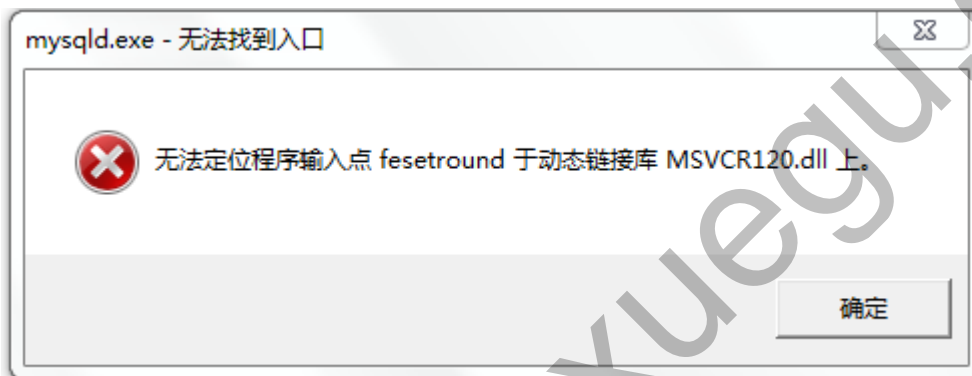 mysqld.exe - 无法找到入口
无法定位程序输入点 fesetround 于动态链接库 MSVCR120.dll 上。
确定
xuegu